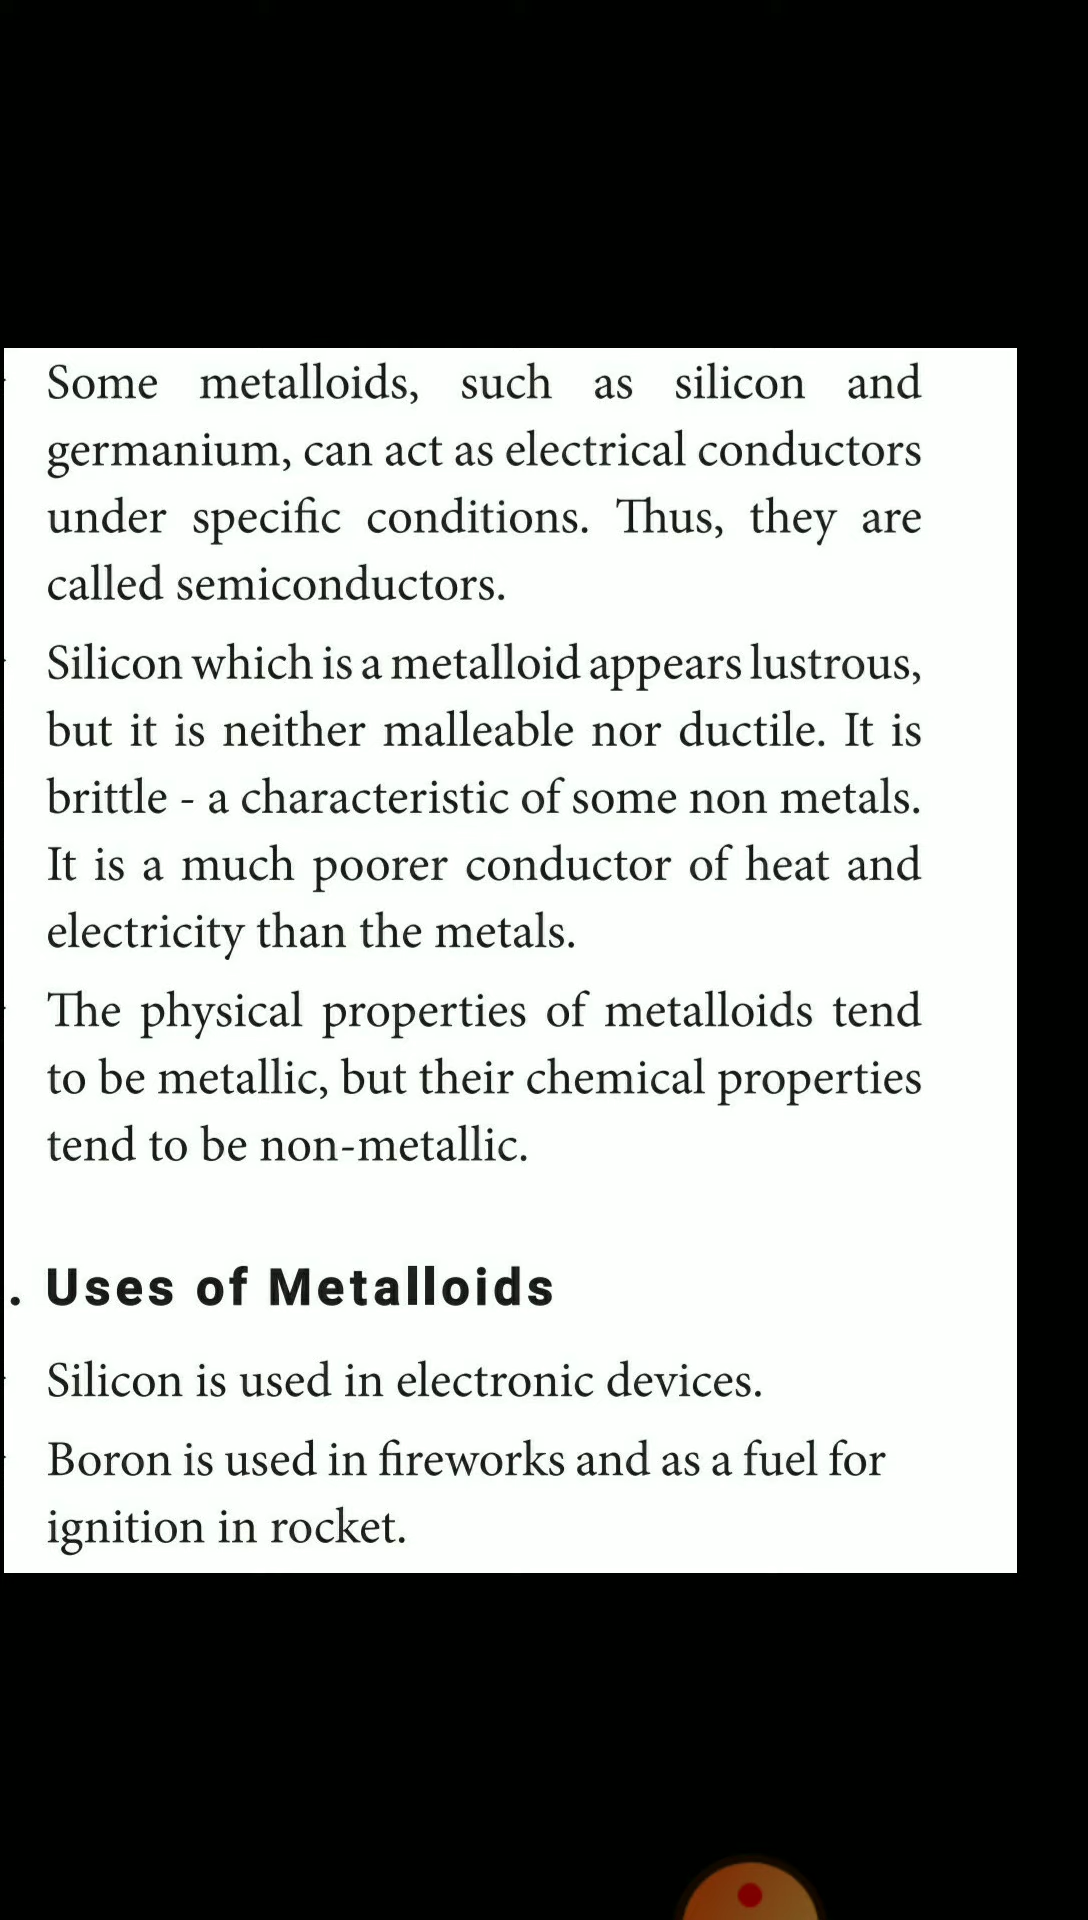 Some metalloids, such as silicon and
germanium, can act as electrical conductors
under specific conditions. Thus, they are
called semiconductors.
Silicon which is a metalloid appears lustrous,
but it is neither malleable nor ductile. It is
brittle - a characteristic of some non metals.
It is a much poorer conductor of heat and
electricity than the metals.
The physical properties of metalloids tend
to be metallic, but their chemical properties
tend to be non-metallic.
. Uses of Metalloids
Silicon is used in electronic devices.
Boron is used in fireworks and as a fuel for
ignition in rocket.